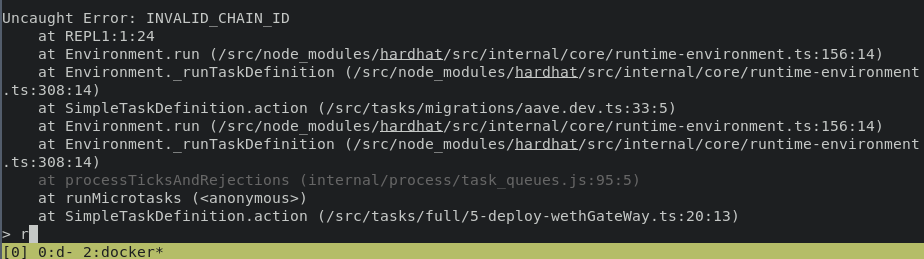 Uncaught Error: INVALID_CHAIN_ID
    at REPL1:1:24
    at Environment.run (/src/node_modules/hardhat/src/internal/core/runtime-environment.ts:156:14)
    at Environment._runTaskDefinition (/src/node_modules/hardhat/src/internal/core/runtime-environment
.ts:308:14)
    at SimpleTaskDefinition.action (/src/tasks/migrations/aave.dev.ts:33:5)
    at Environment.run (/src/node_modules/hardhat/src/internal/core/runtime-environment.ts:156:14)
    at Environment._runTaskDefinition (/src/node_modules/hardhat/src/internal/core/runtime-environment
.ts:308:14)
    at processTicksAndRejections (internal/process/task_queues.js:95:5)
    at runMicrotasks (<anonymous>)
    at SimpleTaskDefinition.action (/src/tasks/full/5-deploy-wethGateWay.ts:20:13)
> r
[0] 0:d- 2:docker*